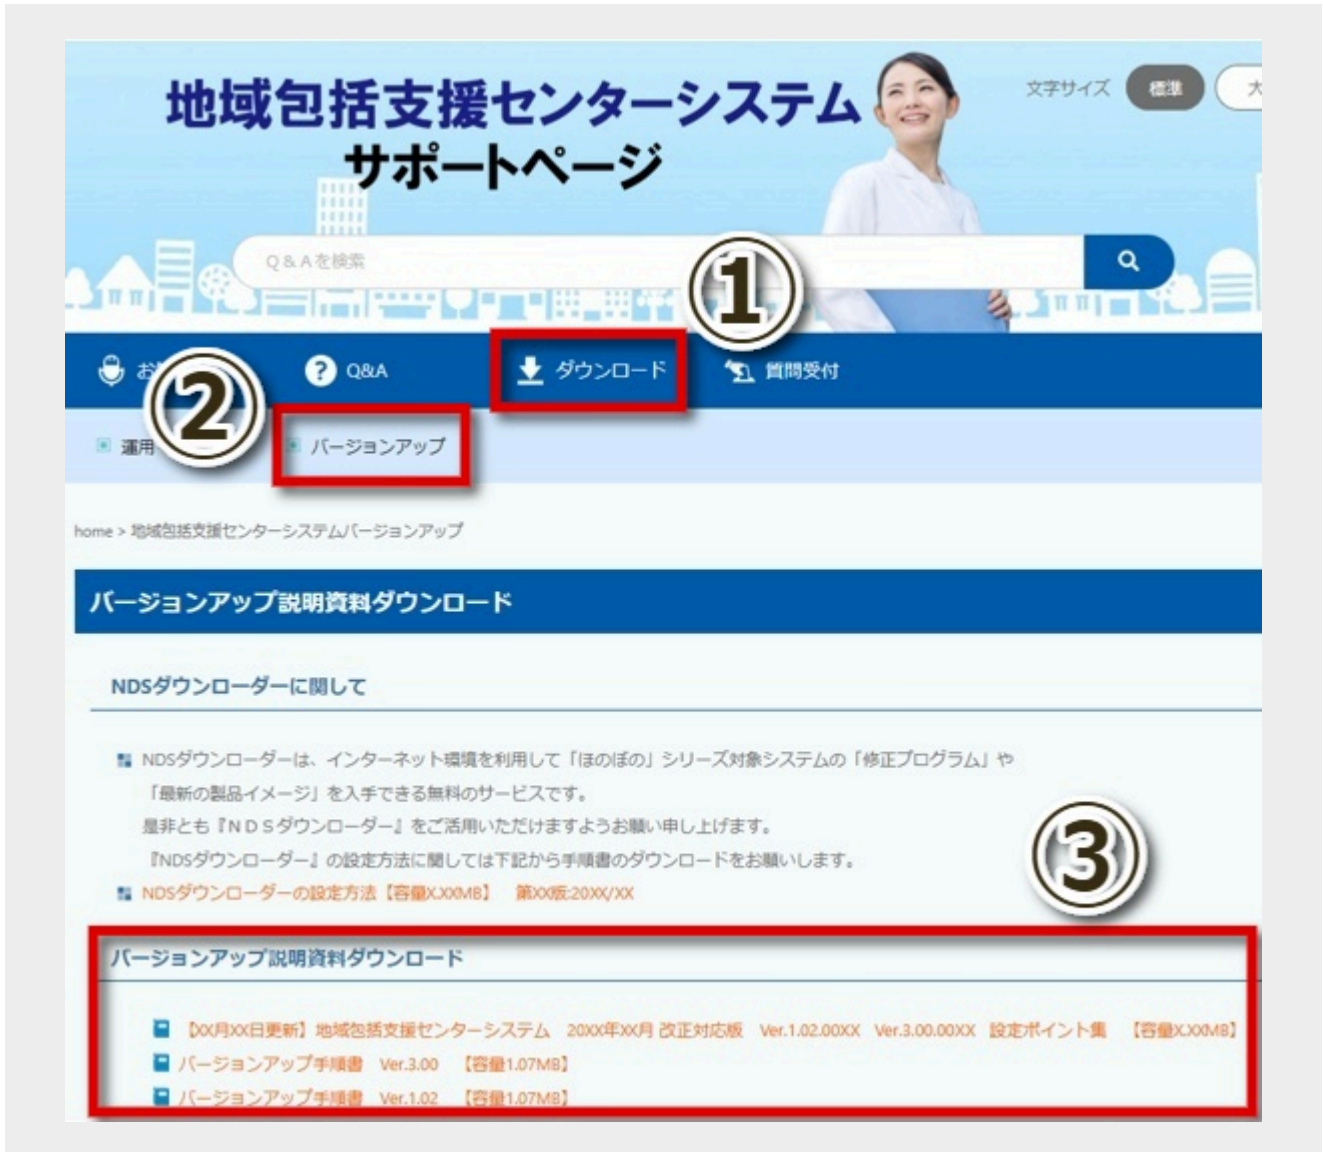 地域包括支援センターシステム
サポートページ
文字サイズ 標準 大
Q&Aを検索
①
お
Q&A
ダウンロード
質問受付
②
運用
バージョンアップ
home > 地域包括支援センターシステムバージョンアップ
バージョンアップ説明資料ダウンロード
NDSダウンローダーに関して
NDSダウンローダーは、インターネット環境を利用して「ほのぼの」シリーズ対象システムの「修正プログラム」や
「最新の製品イメージ」を入手できる無料のサービスです。
是非とも『NDSダウンローダー』をご活用いただけますようお願い申し上げます。
『NDSダウンローダー』の設定方法に関しては下記から手順書のダウンロードをお願いします。
NDSダウンローダーの設定方法【容量X.XXMB】 第XX版:20XX/XX
③
バージョンアップ説明資料ダウンロード
【XX月XX日更新】地域包括支援センターシステム 20XX年XX月 改正対応版 Ver.1.02.00XX Ver.3.00.00XX 設定ポイント集 【容量X.XXMB】
バージョンアップ手順書 Ver.3.00 【容量1.07MB】
バージョンアップ手順書 Ver.1.02 【容量1.07MB】